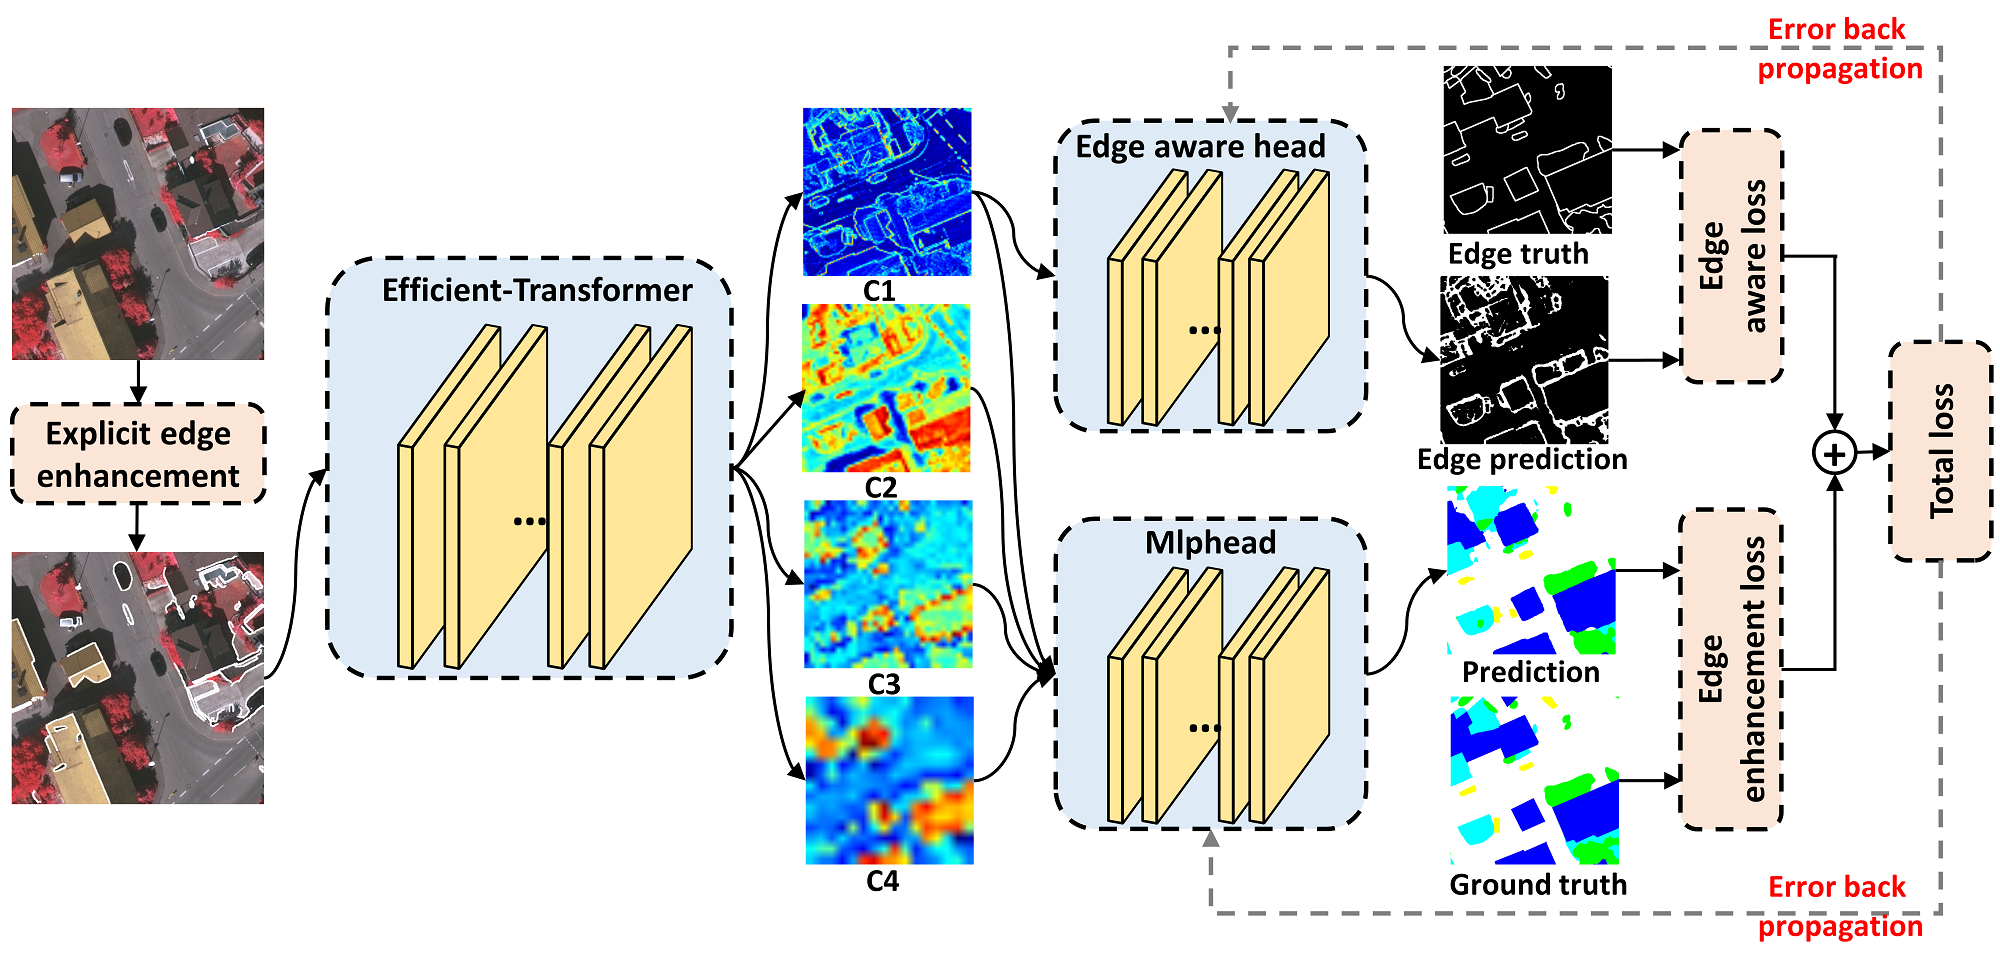 Explicit edge
enhancement
Efficient-Transformer
...
C1
C2
C3
C4
Edge aware head
...
Mlphead
...
Edge truth
Edge prediction
Prediction
Ground truth
Edge
aware loss
Edge
enhancement loss
+
Total loss
Error back
propagation
Error back
propagation